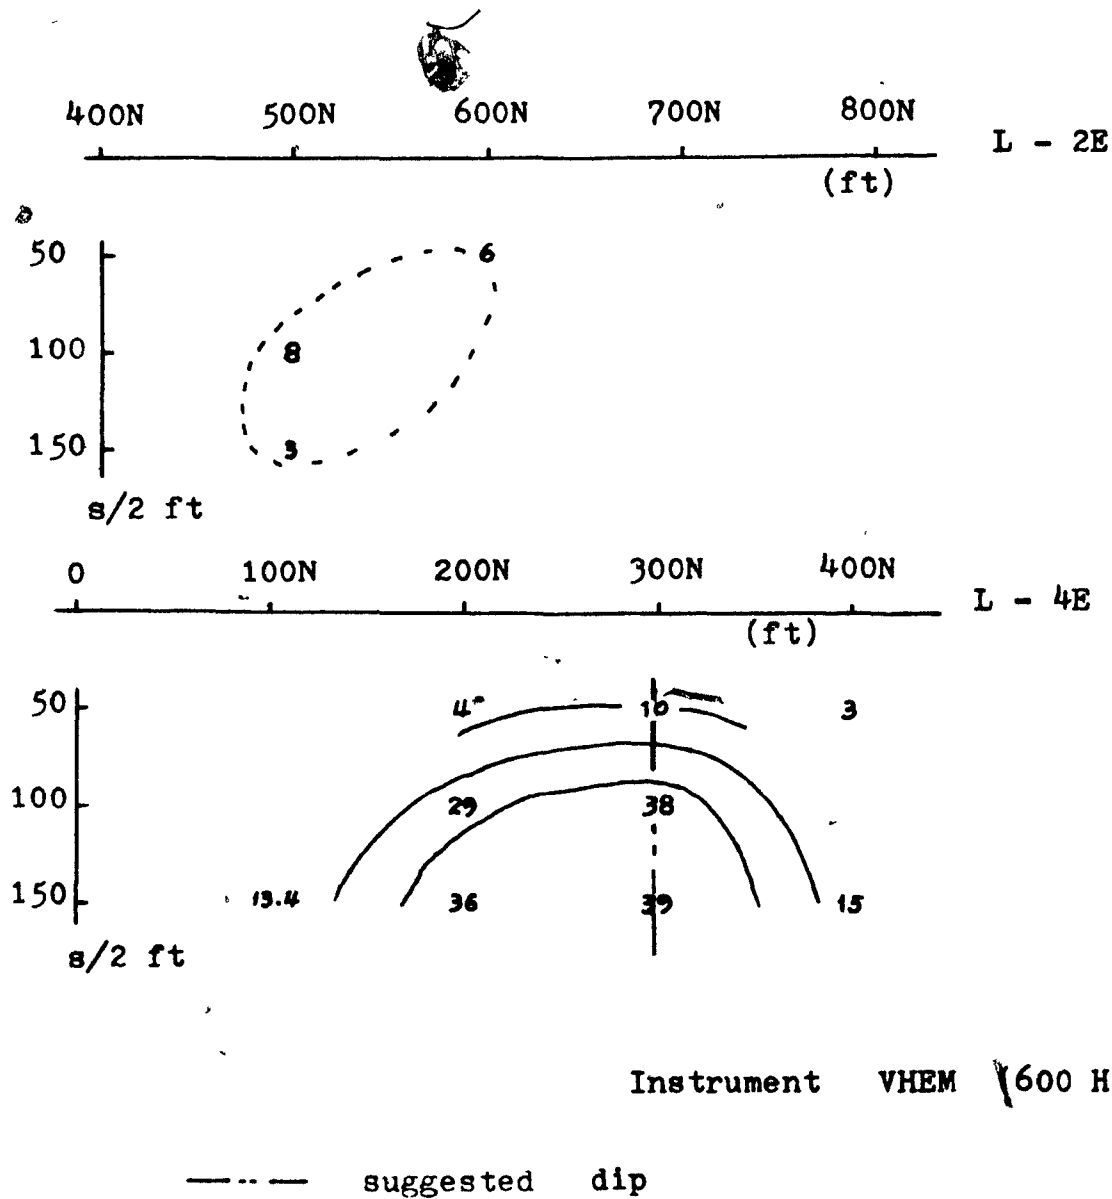 400N 500N 600N 700N 800N
L - 2E
(ft)
50 6
100 8
150 3
s/2 ft
0 100N 200N 300N 400N
L - 4E
(ft)
50 4 10 3
100 29 38
150 13.4 36 39 15
s/2 ft
Instrument VHEM 600 H
suggested dip